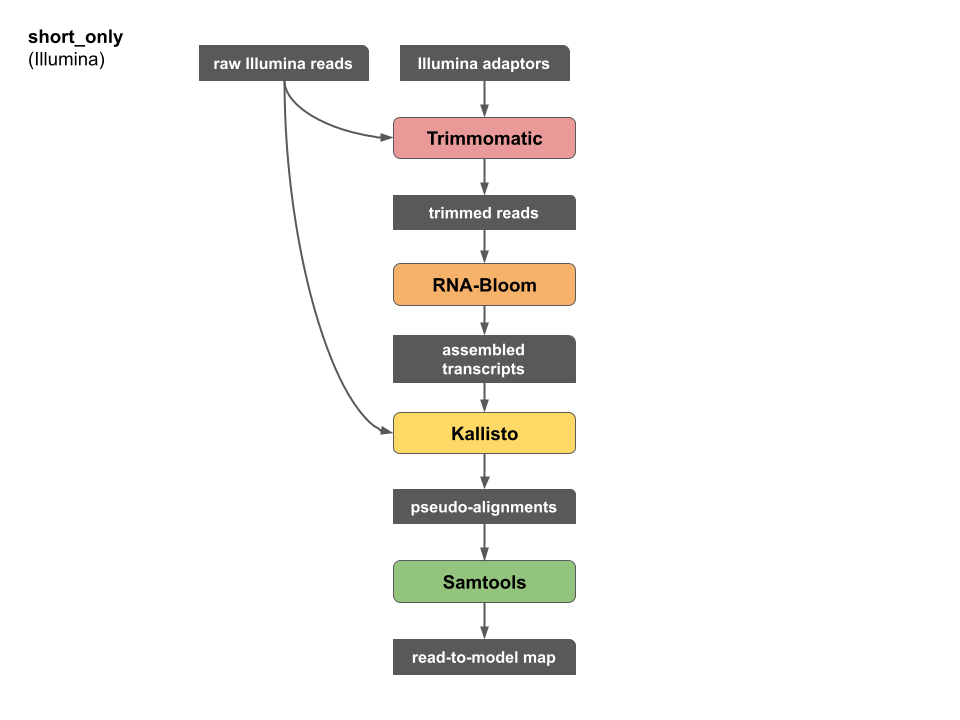 short_only
(Illumina)
raw Illumina reads
Illumina adaptors
Trimmomatic
trimmed reads
RNA-Bloom
assembled
transcripts
Kallisto
pseudo-alignments
Samtools
read-to-model map